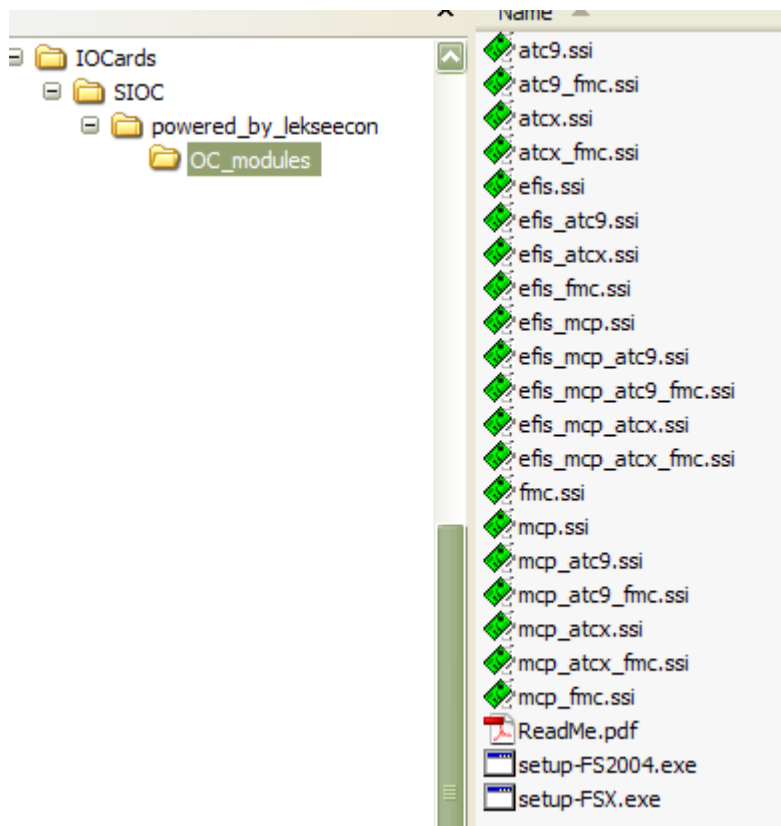 IOCards
SIOC
powered_by_lekseecon
OC_modules
Name
atc9.ssi
atc9_fmc.ssi
atcx.ssi
atcx_fmc.ssi
efis.ssi
efis_atc9.ssi
efis_atcx.ssi
efis_fmc.ssi
efis_mcp.ssi
efis_mcp_atc9.ssi
efis_mcp_atc9_fmc.ssi
efis_mcp_atcx.ssi
efis_mcp_atcx_fmc.ssi
fmc.ssi
mcp.ssi
mcp_atc9.ssi
mcp_atc9_fmc.ssi
mcp_atcx.ssi
mcp_atcx_fmc.ssi
mcp_fmc.ssi
ReadMe.pdf
setup-FS2004.exe
setup-FSX.exe